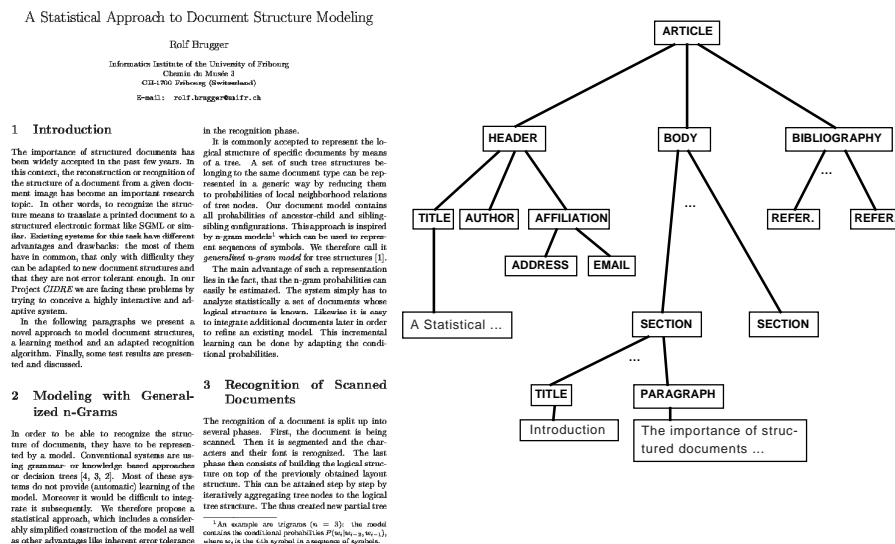 A Statistical Approach to Document Structure Modeling
Rolf Brugger
Informatics Institute of the University of Fribourg
Chemin du Musée 3
CH-1700 Fribourg (Switzerland)
E-mail: rolf.brugger@unifr.ch
1 Introduction
The importance of structured documents has
been widely accepted in the past few years. In
this context, the reconstruction or recognition of
the structure of a document from a given docu-
ment image has become an important research
topic. In other words, to recognize the struc-
ture means to translate a printed document to a
structured electronic format like SGML or sim-
ilar. Existing systems for this task have different
advantages and drawbacks: the most of them
have in common, that only with difficulty they
can be adapted to new document structures and
that they are not error tolerant enough. In our
Project CIDRE we are facing these problems by
trying to conceive a highly interactive and ad-
aptive system.
In the following paragraphs we present a
novel approach to model document structures,
a learning method and an adapted recognition
algorithm. Finally, some test results are presen-
ted and discussed.
2 Modeling with General-
ized n-Grams
In order to be able to recognize the struc-
ture of documents, they have to be represen-
ted by a model. Conventional systems are us-
ing grammar- or knowledge based approaches
or decision trees [4, 3, 2]. Most of these sys-
tems do not provide (automatic) learning of the
model. Moreover it would be difficult to integ-
rate it subsequently. We therefore propose a
statistical approach, which includes a consider-
ably simplified construction of the model as well
as other advantages like inherent error tolerance
in the recognition phase.
It is commonly accepted to represent the lo-
gical structure of specific documents by means
of a tree. A set of such tree structures be-
longing to the same document type can be rep-
resented in a generic way by reducing them
to probabilities of local neighborhood relations
of tree nodes. Our document model contains
all probabilities of ancestor-child and sibling-
sibling configurations. This approach is inspired
by n-gram models¹ which can be used to repres-
ent sequences of symbols. We therefore call it
generalized n-gram model for tree structures [1].
The main advantage of such a representation
lies in the fact, that the n-gram probabilities can
easily be estimated. The system simply has to
analyze statistically a set of documents whose
logical structure is known. Likewise it is easy
to integrate additional documents later in order
to refine an existing model. This incremental
learning can be done by adapting the condi-
tional probabilities.
3 Recognition of Scanned
Documents
The recognition of a document is split up into
several phases. First, the document is being
scanned. Then it is segmented and the char-
acters and their font is recognized. The last
phase then consists of building the logical struc-
ture on top of the previously obtained layout
structure. This can be attained step by step by
iteratively aggregating tree nodes to the logical
tree structure. The thus created new partial tree
¹An example are trigrams (n = 3): the model
contains the conditional probabilities P(wᵢ|wᵢ₋₂,wᵢ₋₁),
where wᵢ is the i-th symbol in a sequence of symbols.
ARTICLE
HEADER
BODY
BIBLIOGRAPHY
...
TITLE
AUTHOR
AFFILIATION
...
REFER.
REFER.
ADDRESS
EMAIL
A Statistical ...
SECTION
SECTION
...
TITLE
PARAGRAPH
Introduction
The importance of struc-
tured documents ...